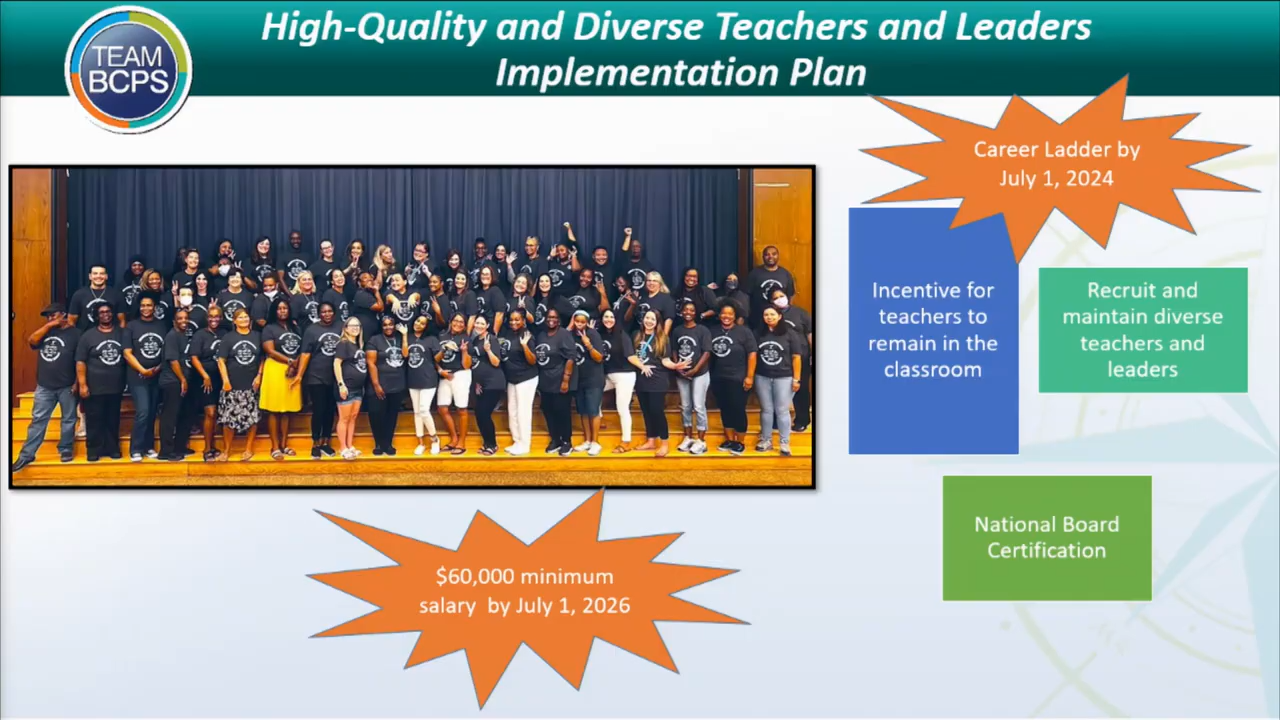 TEAM
BCPS
High-Quality and Diverse Teachers and Leaders
Implementation Plan
Career Ladder by
July 1, 2024
Incentive for
teachers to
remain in the
classroom
Recruit and
maintain diverse
teachers and
leaders
National Board
Certification
$60,000 minimum
salary by July 1, 2026